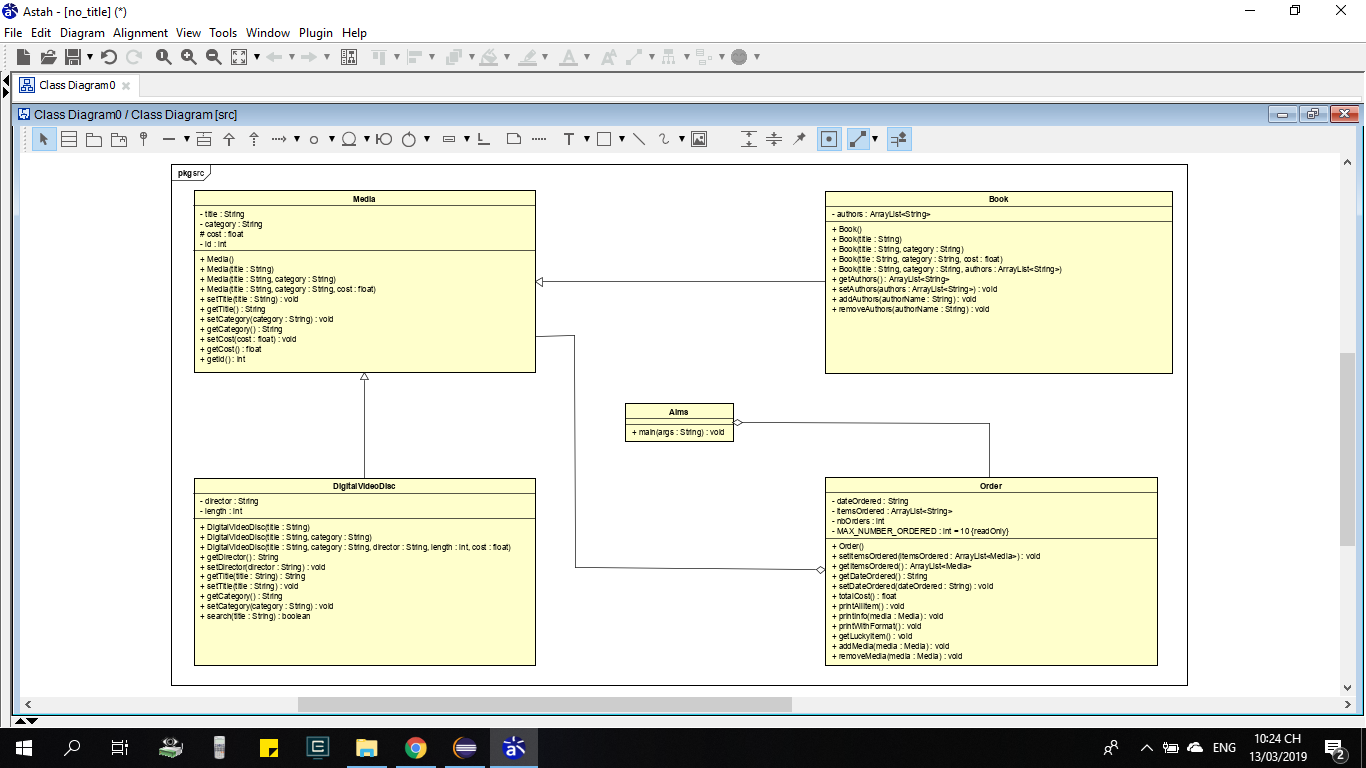 Astah - [no_title] (*)
File Edit Diagram Alignment View Tools Window Plugin Help
Class Diagram0
Class Diagram0 / Class Diagram [src]
pkg src
Media
- title : String
- category : String
# cost : float
- id : int
+ Media()
+ Media(title : String)
+ Media(title : String, category : String)
+ Media(title : String, category : String, cost : float)
+ setTitle(title : String) : void
+ getTitle() : String
+ setCategory(category : String) : void
+ getCategory() : String
+ setCost(cost : float) : void
+ getCost() : float
+ getId() : int
Book
- authors : ArrayList<String>
+ Book()
+ Book(title : String)
+ Book(title : String, category : String)
+ Book(title : String, category : String, cost : float)
+ Book(title : String, category : String, authors : ArrayList<String>)
+ getAuthors() : ArrayList<String>
+ setAuthors(authors : ArrayList<String>) : void
+ addAuthors(authorName : String) : void
+ removeAuthors(authorName : String) : void
Aims
+ main(args : String) : void
DigitalVideoDisc
- director : String
- length : int
+ DigitalVideoDisc(title : String)
+ DigitalVideoDisc(title : String, category : String)
+ DigitalVideoDisc(title : String, category : String, director : String, length : int, cost : float)
+ getDirector() : String
+ setDirector(director : String) : void
+ getTitle(title : String) : String
+ setTitle(title : String) : void
+ getCategory() : String
+ setCategory(category : String) : void
+ search(title : String) : boolean
Order
- dateOrdered : String
- itemsOrdered : ArrayList<String>
- nbOrders : int
- MAX_NUMBER_ORDERED : int = 10 {readOnly}
+ Order()
+ setItemsOrdered(itemsOrdered : ArrayList<Media>) : void
+ getItemsOrdered() : ArrayList<Media>
+ getDateOrdered() : String
+ setDateOrdered(dateOrdered : String) : void
+ totalCost() : float
+ printAllItem() : void
+ printInfo(media : Media) : void
+ printWithFormat() : void
+ getLuckyItem() : void
+ addMedia(media : Media) : void
+ removeMedia(media : Media) : void
ENG
10:24 CH
13/03/2019
2